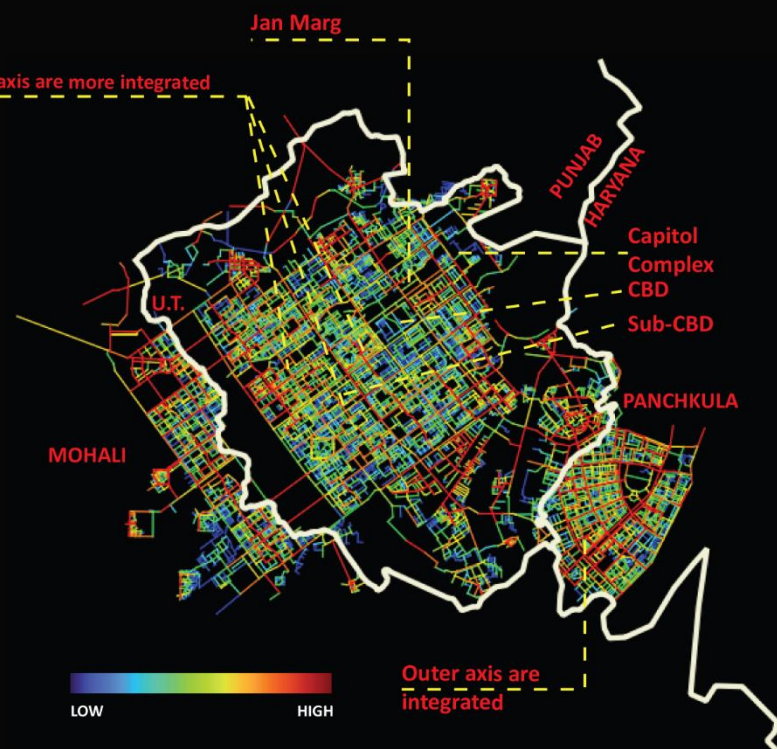 Jan Marg
axis are more integrated
PUNJAB
HARYANA
Capitol
Complex
CBD
Sub-CBD
U.T.
PANCHKULA
MOHALI
Outer axis are
integrated
LOW
HIGH